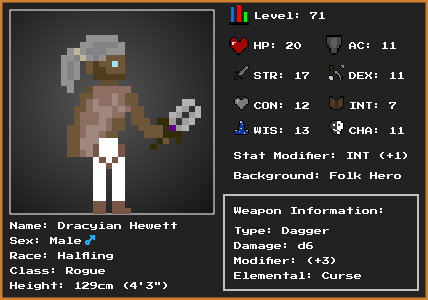 Level: 71
HP: 20 AC: 11
STR: 17 DEX: 11
CON: 12 INT: 7
WIS: 13 CHA: 11
Stat Modifier: INT (+1)
Background: Folk Hero
Weapon Information:
Type: Dagger
Damage: d6
Modifier: (+3)
Elemental: Curse
Name: Dracyian Hewett
Sex: Male ♂
Race: Halfling
Class: Rogue
Height: 129cm (4'3")